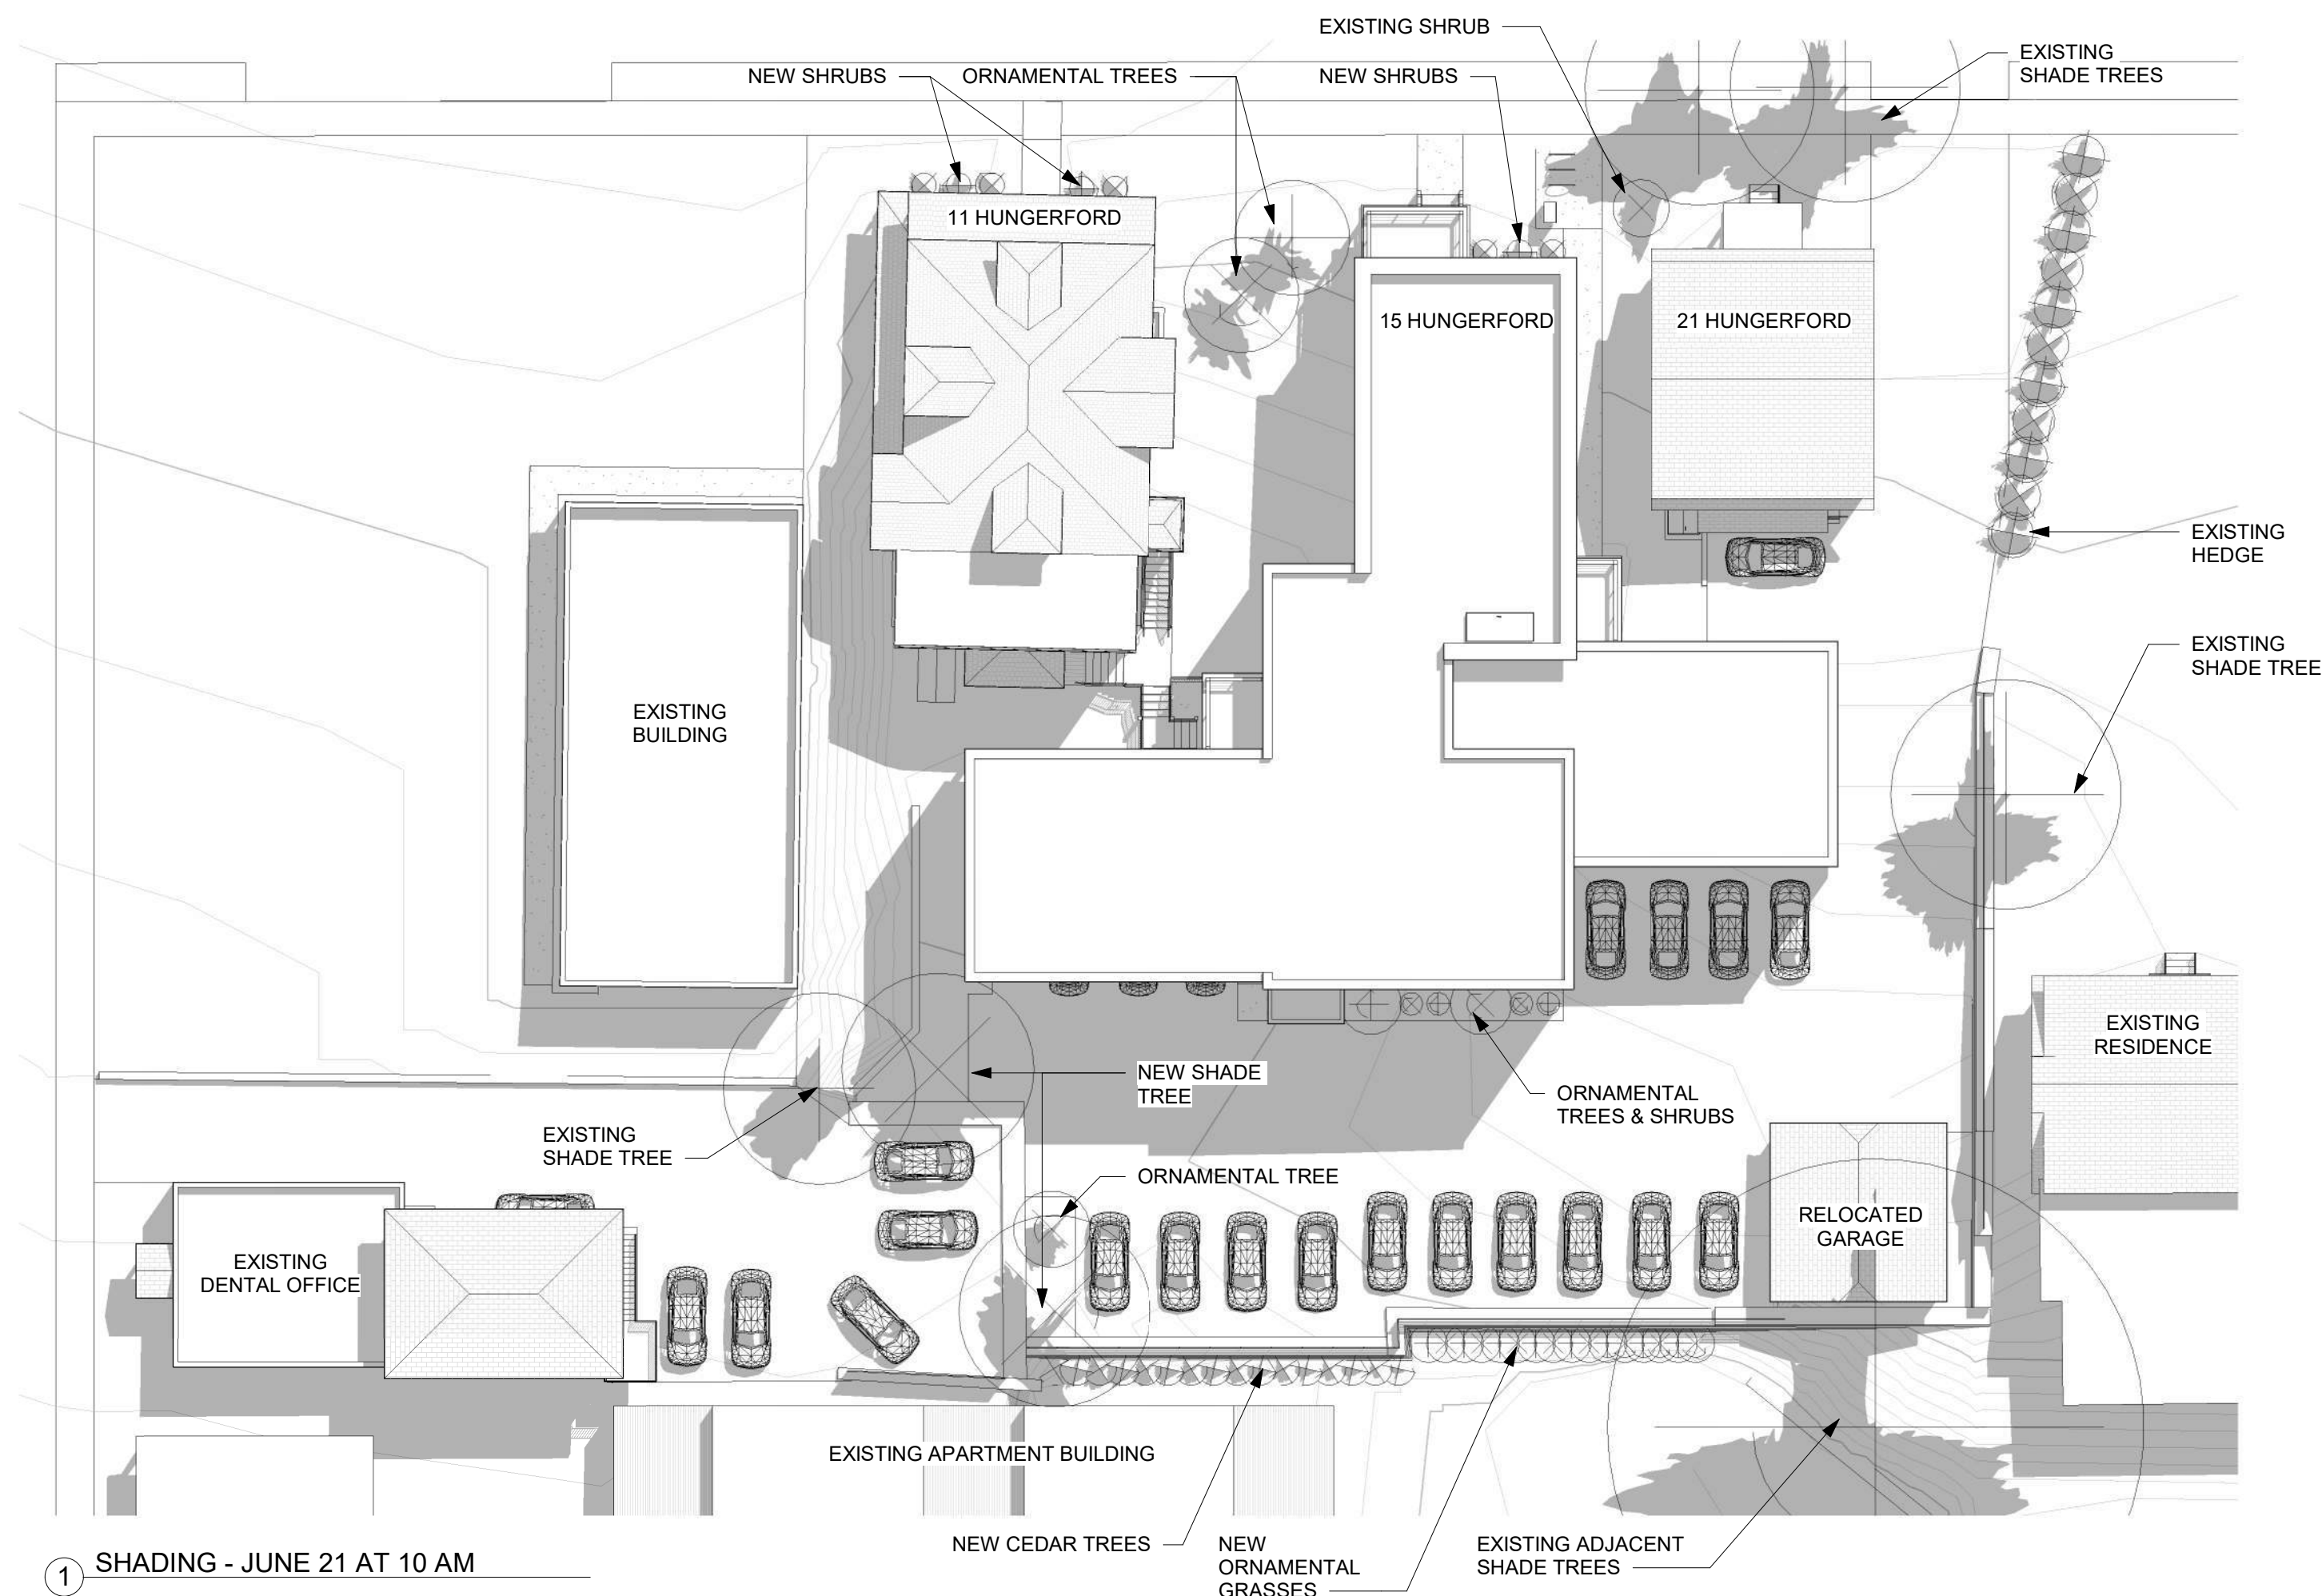 EXISTING SHRUB
EXISTING
SHADE TREES
NEW SHRUBS
ORNAMENTAL TREES
NEW SHRUBS
11 HUNGERFORD
15 HUNGERFORD
21 HUNGERFORD
EXISTING
HEDGE
EXISTING
SHADE TREE
EXISTING
BUILDING
EXISTING
RESIDENCE
NEW SHADE
TREE
ORNAMENTAL
TREES & SHRUBS
EXISTING
SHADE TREE
ORNAMENTAL TREE
RELOCATED
GARAGE
EXISTING
DENTAL OFFICE
EXISTING APARTMENT BUILDING
NEW CEDAR TREES
NEW
ORNAMENTAL
GRASSES
EXISTING ADJACENT
SHADE TREES
1 SHADING - JUNE 21 AT 10 AM